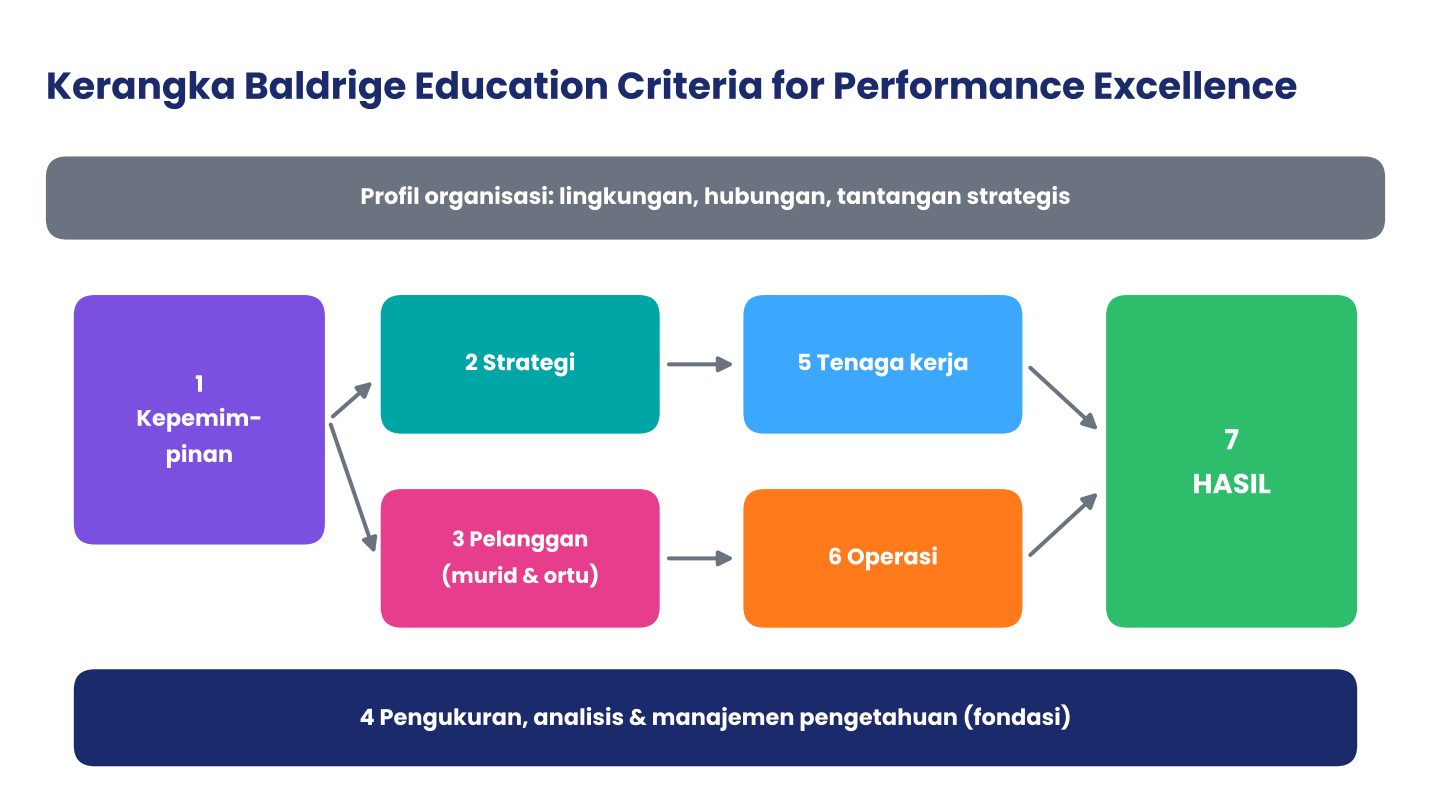 Kerangka Baldrige Education Criteria for Performance Excellence
Profil organisasi: lingkungan, hubungan, tantangan strategis
1
Kepemim-
pinan
2 Strategi
5 Tenaga kerja
3 Pelanggan
(murid & ortu)
6 Operasi
7
HASIL
4 Pengukuran, analisis & manajemen pengetahuan (fondasi)